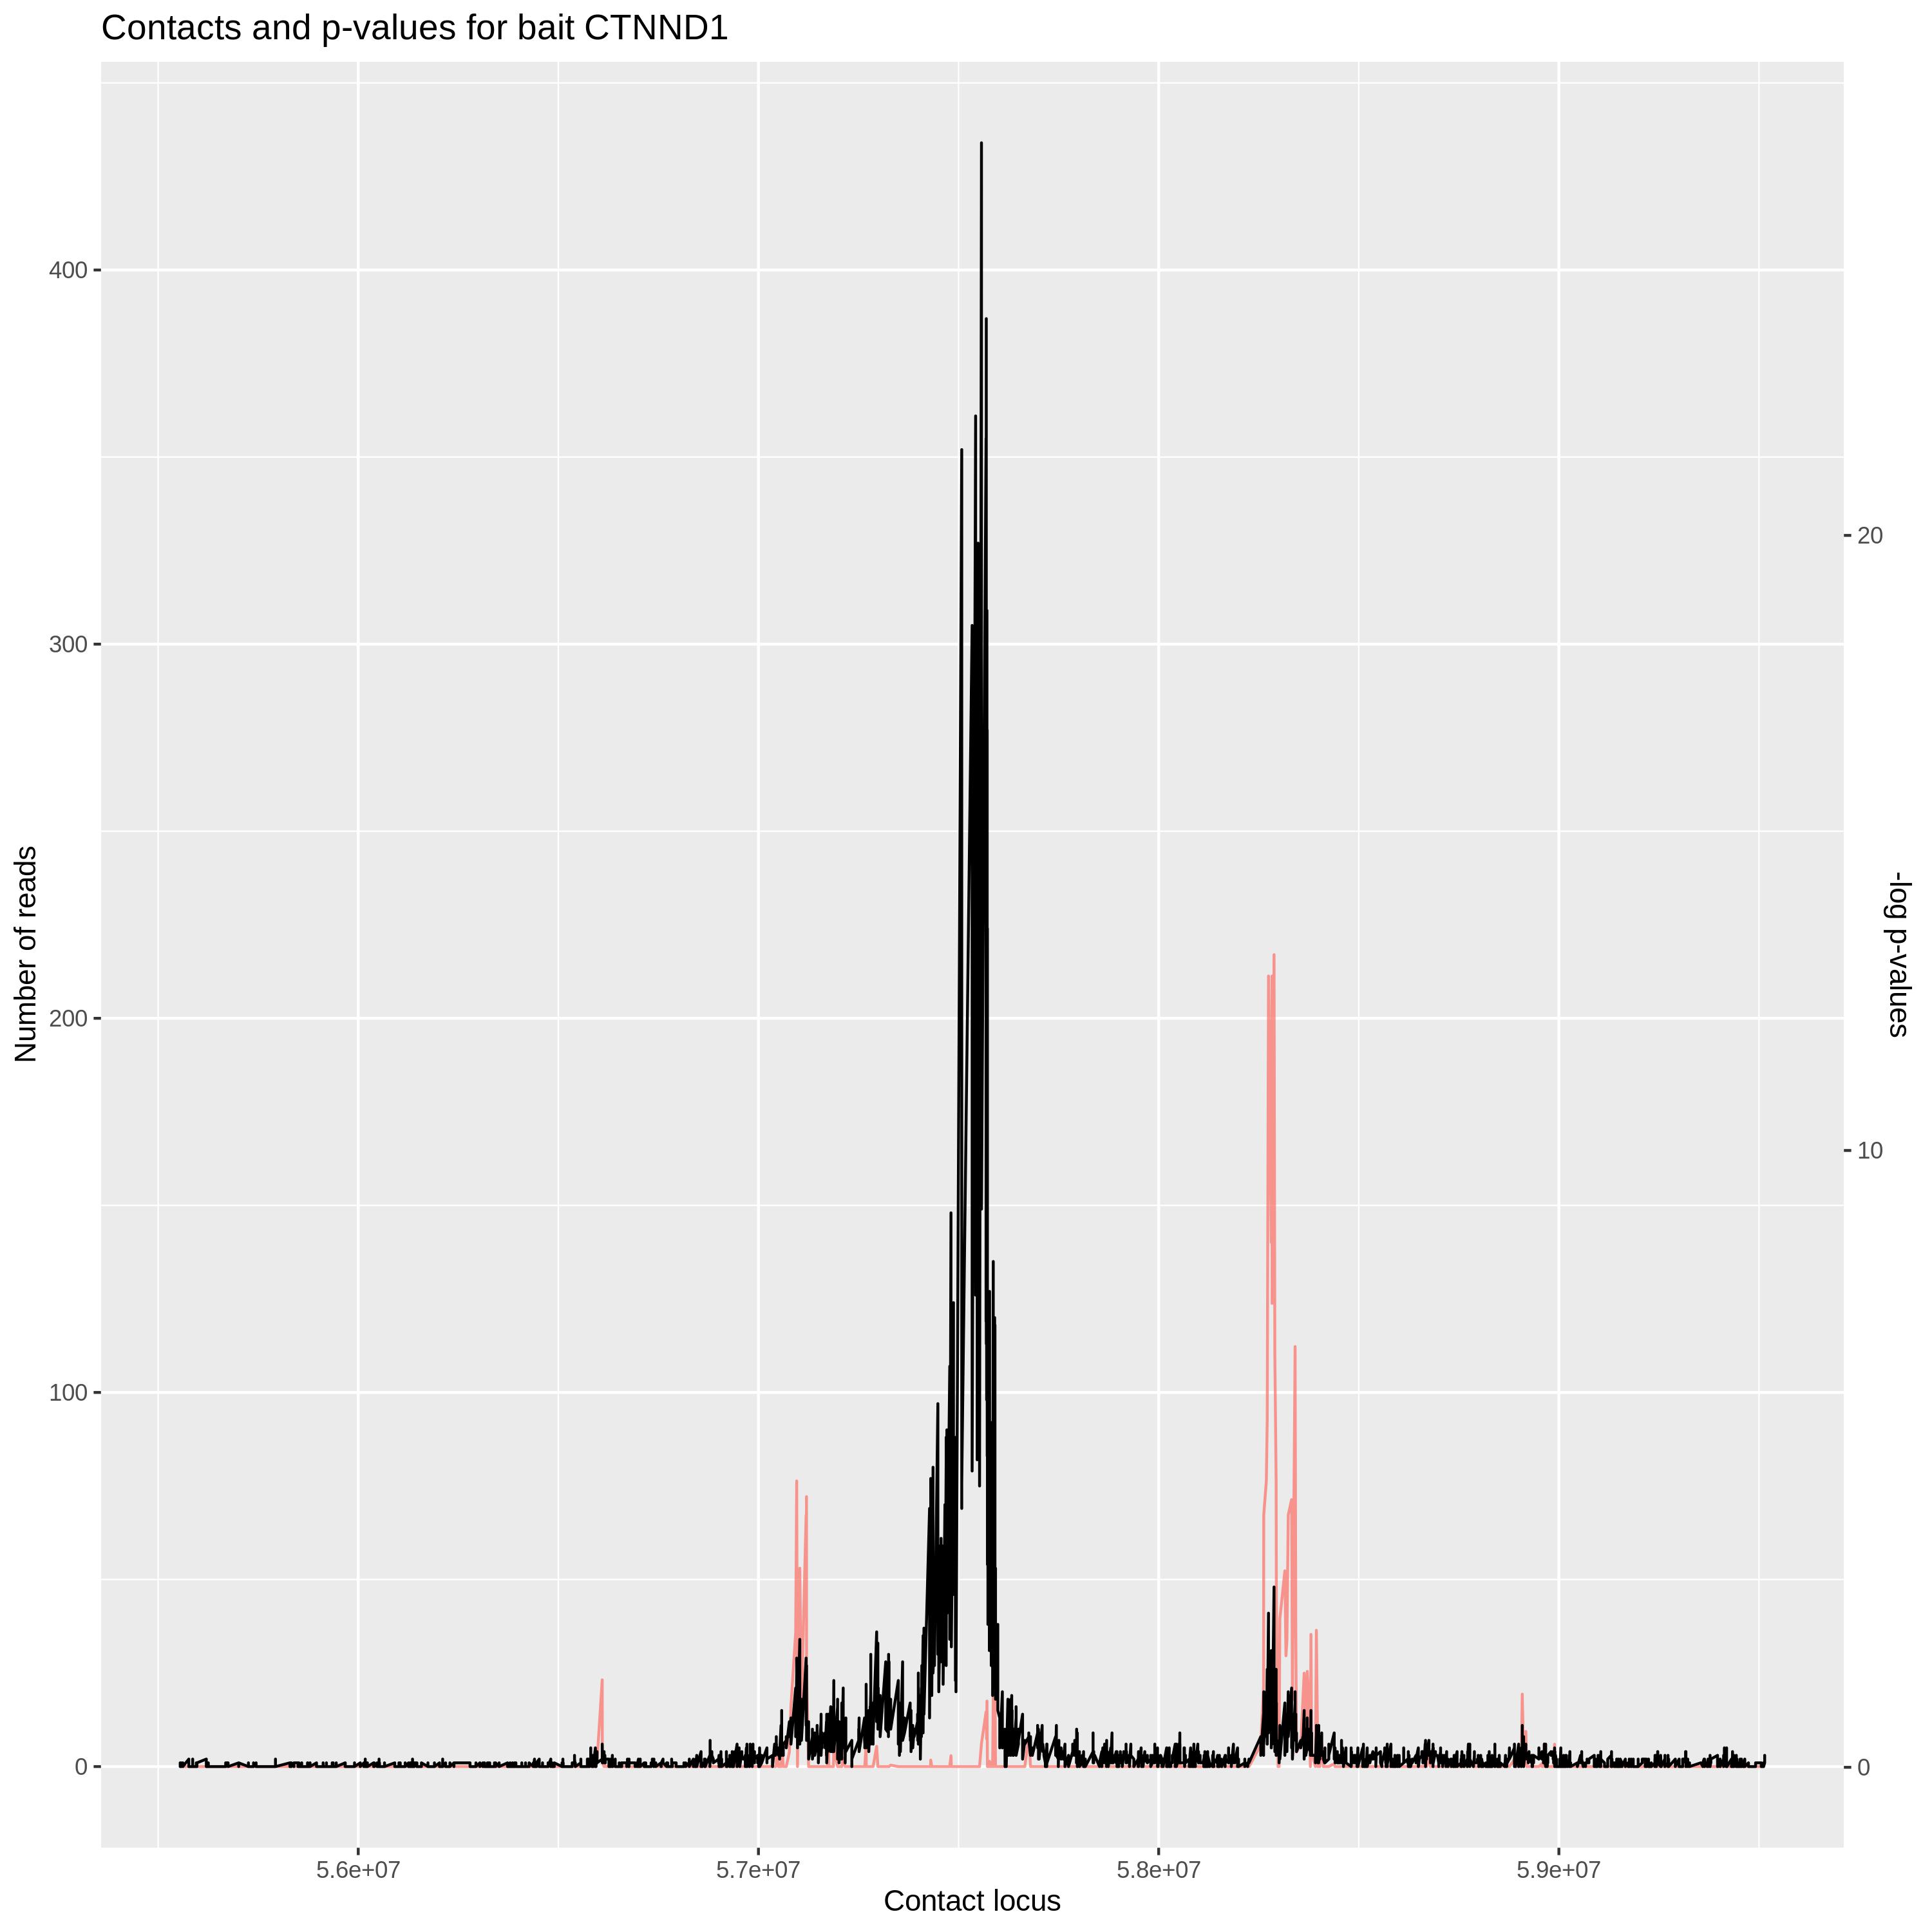 Contacts and p-values for bait CTNND1
Number of reads
400
300
200
100
0
20
10
0
-log p-values
5.6e+07
5.7e+07
5.8e+07
5.9e+07
Contact locus